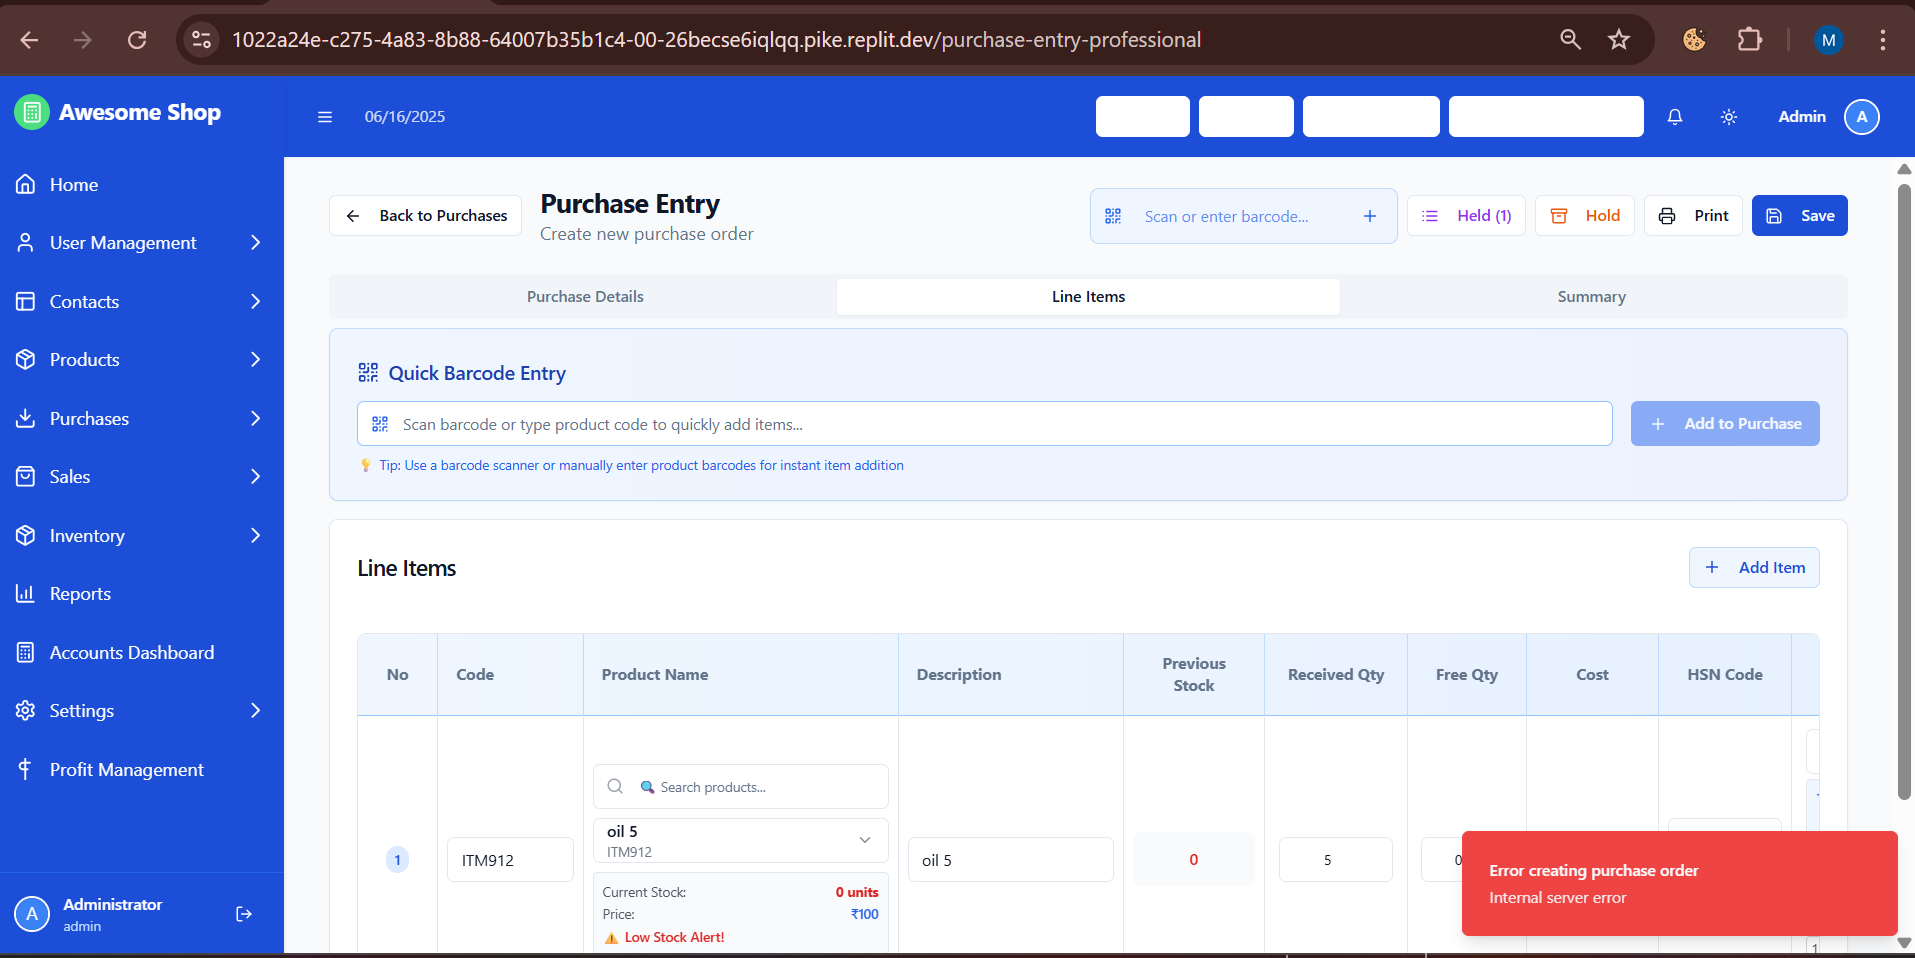 1022a24e-c275-4a83-8b88-64007b35b1c4-00-26becse6iqlqq.pike.replit.dev/purchase-entry-professional
M
Awesome Shop
06/16/2025
Admin
A
Home
User Management
Contacts
Products
Purchases
Sales
Inventory
Reports
Accounts Dashboard
Settings
Profit Management
A
Administrator
admin
Back to Purchases
Purchase Entry
Create new purchase order
Scan or enter barcode...
Held (1)
Hold
Print
Save
Purchase Details
Line Items
Summary
Quick Barcode Entry
Scan barcode or type product code to quickly add items...
Add to Purchase
💡 Tip: Use a barcode scanner or manually enter product barcodes for instant item addition
Line Items
Add Item
No
Code
Product Name
Description
Previous
Stock
Received Qty
Free Qty
Cost
HSN Code
1
ITM912
🔍 Search products...
oil 5
ITM912
Current Stock:
0 units
Price:
₹100
⚠️ Low Stock Alert!
oil 5
0
5
0
1
Error creating purchase order
Internal server error